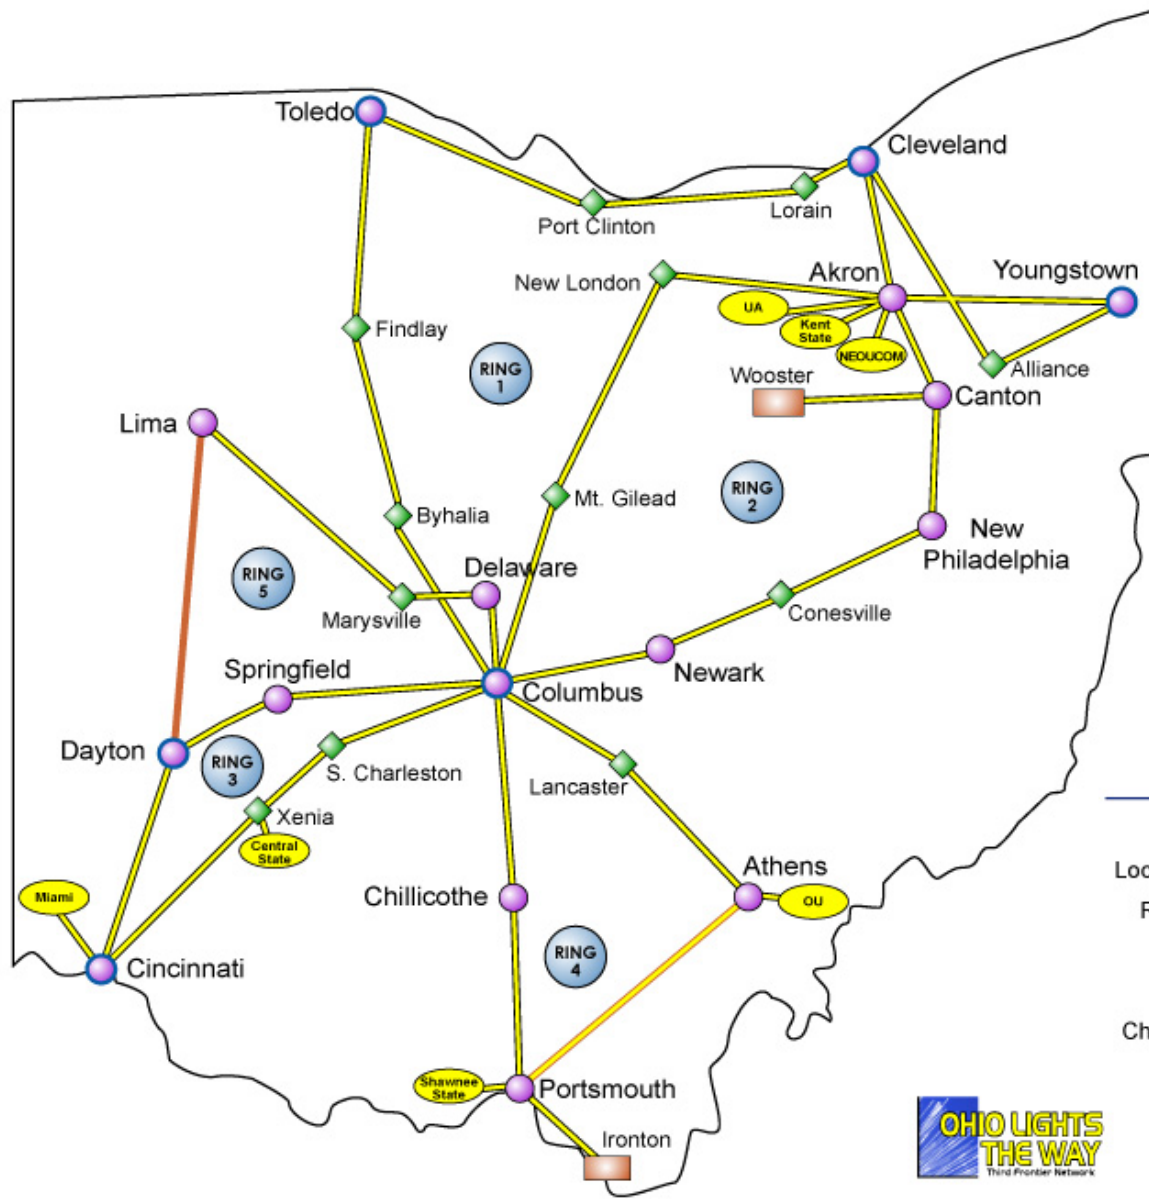 Toledo
Cleveland
Lorain
Port Clinton
Akron
Youngstown
New London
UA
Kent
State
NEOUCOM
Findlay
RING
1
Wooster
Alliance
Canton
Lima
RING
2
Mt. Gilead
Byhalia
New
Philadelphia
Delaware
RING
5
Marysville
Conesville
Springfield
Newark
Columbus
Dayton
RING
3
S. Charleston
Lancaster
Xenia
Central
State
Athens
Miami
Chillicothe
OU
Loc
F
RING
4
Cincinnati
Ch
Shawnee
State
Portsmouth
Ironton
OHIO LIGHTS
THE WAY
Third Frontier Network